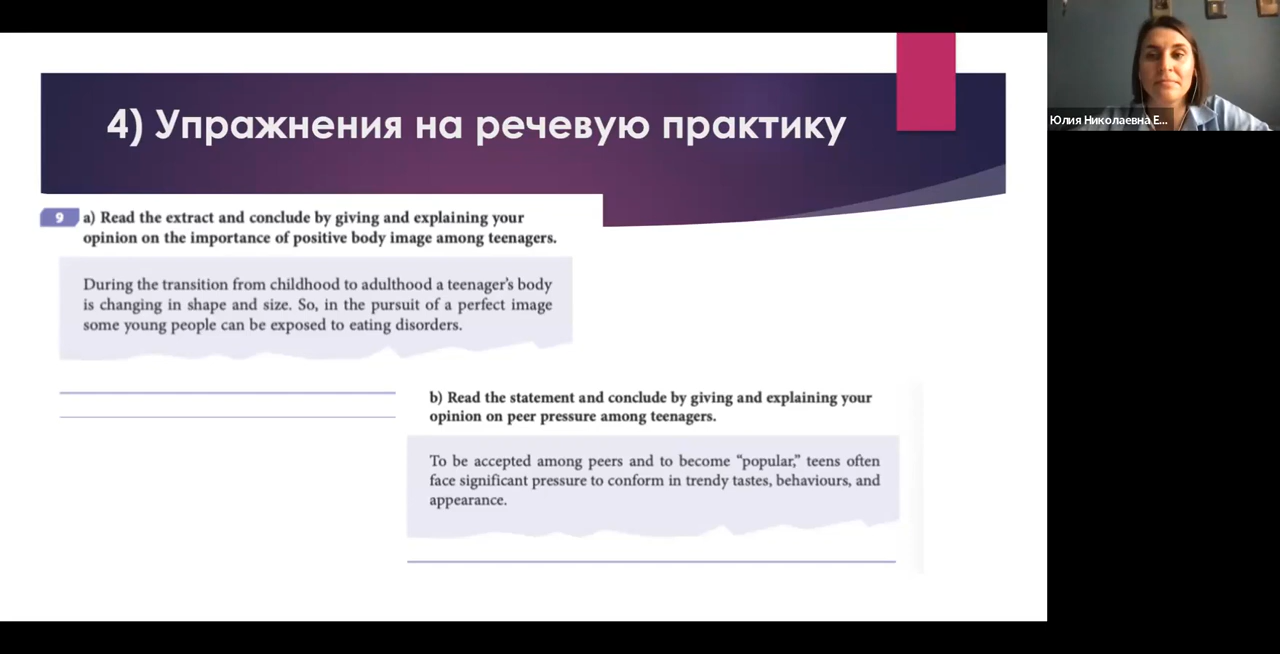 4) Упражнения на речевую практику
9 a) Read the extract and conclude by giving and explaining your
opinion on the importance of positive body image among teenagers.
During the transition from childhood to adulthood a teenager's body
is changing in shape and size. So, in the pursuit of a perfect image
some young people can be exposed to eating disorders.
b) Read the statement and conclude by giving and explaining your
opinion on peer pressure among teenagers.
To be accepted among peers and to become “popular,” teens often
face significant pressure to conform in trendy tastes, behaviours, and
appearance.
Юлия Николаевна Е...